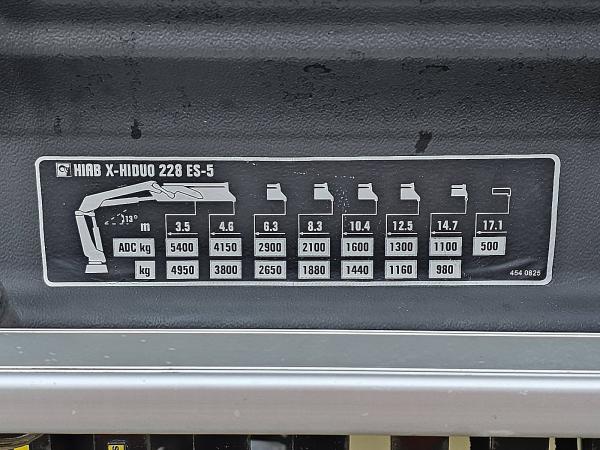 HIAB X-HIDUO 228 ES-5
13°
m 3.5 4.6 6.3 8.3 10.4 12.5 14.7 17.1
ADC kg 5400 4150 2900 2100 1600 1300 1100 500
kg 4950 3800 2650 1880 1440 1160 980
454 0825